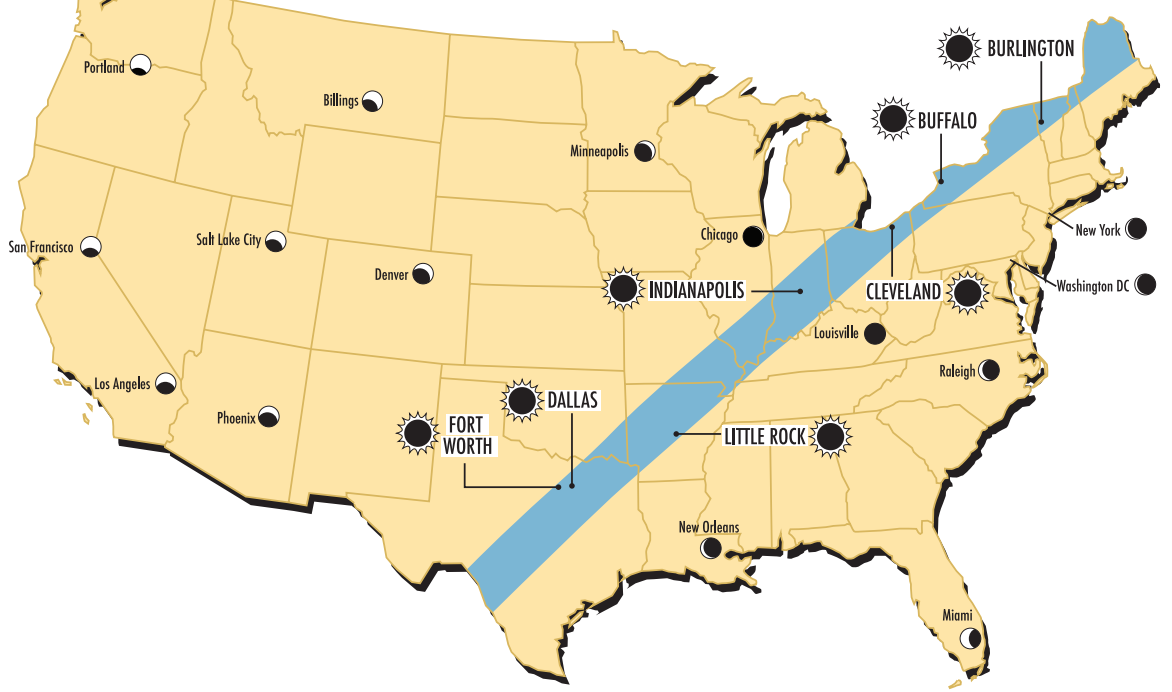 BURLINGTON
Portland
Billings
BUFFALO
Minneapolis
New York
Chicago
San Francisco
Salt Lake City
Denver
INDIANAPOLIS
CLEVELAND
Washington DC
Louisville
Raleigh
Los Angeles
Phoenix
DALLAS
FORT
WORTH
LITTLE ROCK
New Orleans
Miami